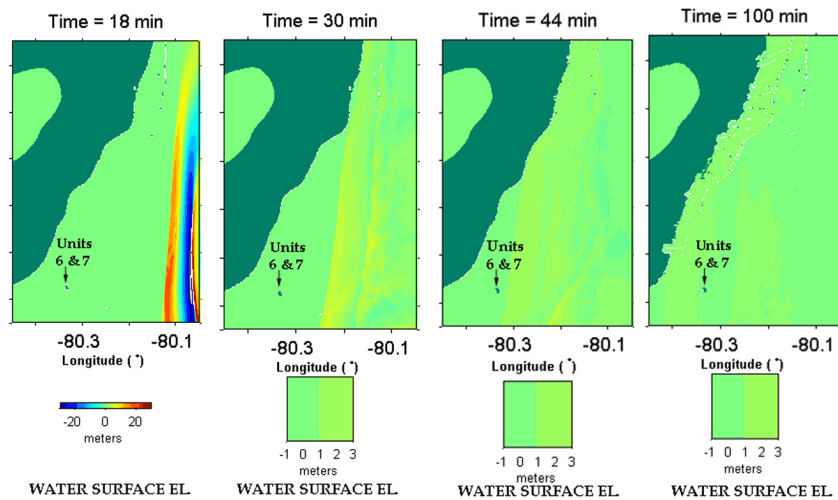 Time = 18 min
Time = 30 min
Time = 44 min
Time = 100 min
Units
6 & 7
Units
6 & 7
Units
6 & 7
Units
6 & 7
-80.3 -80.1
-80.3 -80.1
-80.3 -80.1
-80.3 -80.1
Longitude (°)
Longitude (°)
Longitude (°)
Longitude (°)
-20 0 20
meters
-1 0 1 2 3
meters
-1 0 1 2 3
meters
-1 0 1 2 3
meters
WATER SURFACE EL.
WATER SURFACE EL.
WATER SURFACE EL.
WATER SURFACE EL.